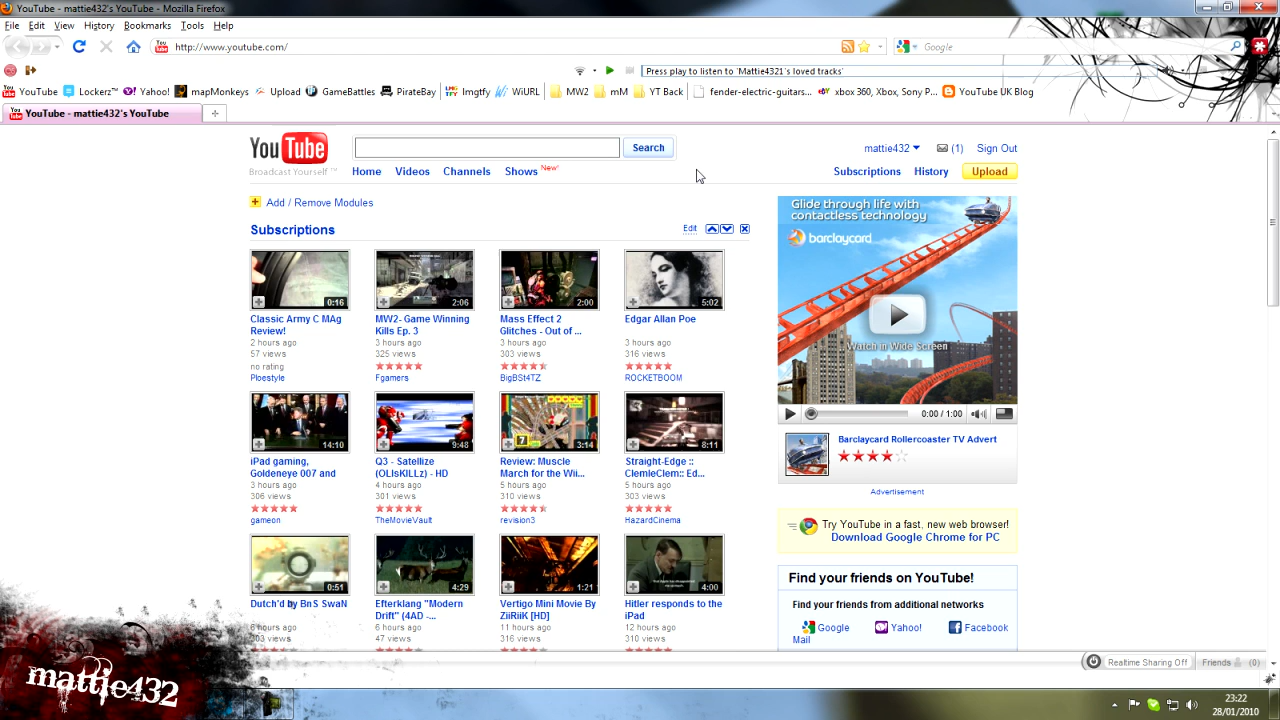 YouTube - mattie432's YouTube - Mozilla Firefox
File Edit View History Bookmarks Tools Help
http://www.youtube.com/
Google
Press play to listen to 'Mattie4321's loved tracks'
YouTube Lockerz™ Yahoo! mapMonkeys Upload GameBattles PirateBay Imgtfy WiURL MW2 mM YT Back fender-electric-guitars... xbox 360, Xbox, Sony P... YouTube UK Blog
YouTube - mattie432's YouTube
YouTube
Broadcast Yourself™
Search
mattie432 (1) Sign Out
Home Videos Channels Shows New!
Subscriptions History Upload
Add / Remove Modules
Subscriptions
Edit
0:16 2:06 2:00 5:02
Classic Army C MAg Review!
2 hours ago
57 views
no rating
Ploestyle
MW2- Game Winning Kills Ep. 3
3 hours ago
325 views
Fgamers
Mass Effect 2 Glitches - Out of ...
3 hours ago
303 views
BigBSt4TZ
Edgar Allan Poe
3 hours ago
316 views
ROCKETBOOM
14:10 9:48 3:14 8:11
iPad gaming, Goldeneye 007 and
3 hours ago
306 views
gameon
Q3 - Satellize (OLIsKILLz) - HD
4 hours ago
301 views
TheMovieVault
Review: Muscle March for the Wii...
5 hours ago
310 views
revision3
Straight-Edge :: ClemleClem:: Ed...
5 hours ago
303 views
HazardCinema
0:51 4:29 1:21 4:00
Dutch'd by BnS SwaN
6 hours ago
303 views
Efterklang "Modern Drift" (4AD -...
6 hours ago
47 views
Vertigo Mini Movie By ZiiRiiK [HD]
11 hours ago
316 views
Hitler responds to the iPad
12 hours ago
310 views
Glide through life with
contactless technology
barclaycard
Watch in Wide Screen
0:00 / 1:00
Barclaycard Rollercoaster TV Advert
Advertisement
Try YouTube in a fast, new web browser!
Download Google Chrome for PC
Find your friends on YouTube!
Find your friends from additional networks
Google Mail Yahoo! Facebook
Realtime Sharing Off Friends (0)
mattie432
23:22
28/01/2010